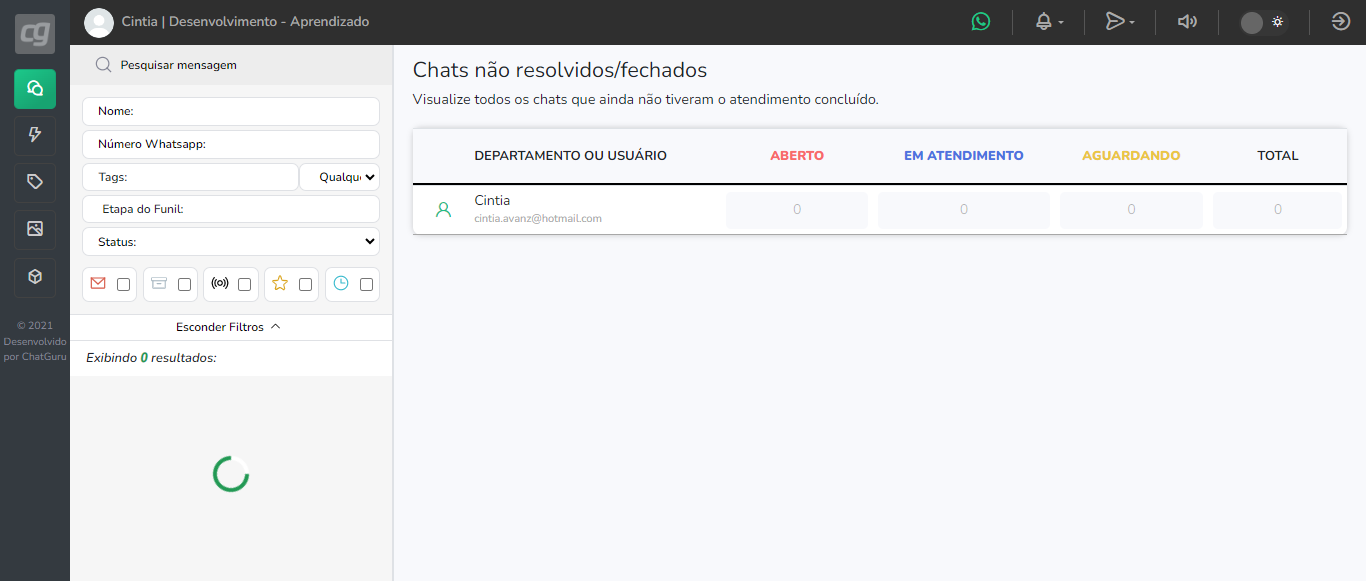 cg
Cintia | Desenvolvimento - Aprendizado
Pesquisar mensagem
Nome:
Número Whatsapp:
Tags:
Qualque
Etapa do Funil:
Status:
Esconder Filtros
Exibindo 0 resultados:
© 2021
Desenvolvido
por ChatGuru
Chats não resolvidos/fechados
Visualize todos os chats que ainda não tiveram o atendimento concluído.
DEPARTAMENTO OU USUÁRIO ABERTO EM ATENDIMENTO AGUARDANDO TOTAL
Cintia 0 0 0 0
cintia.avanz@hotmail.com